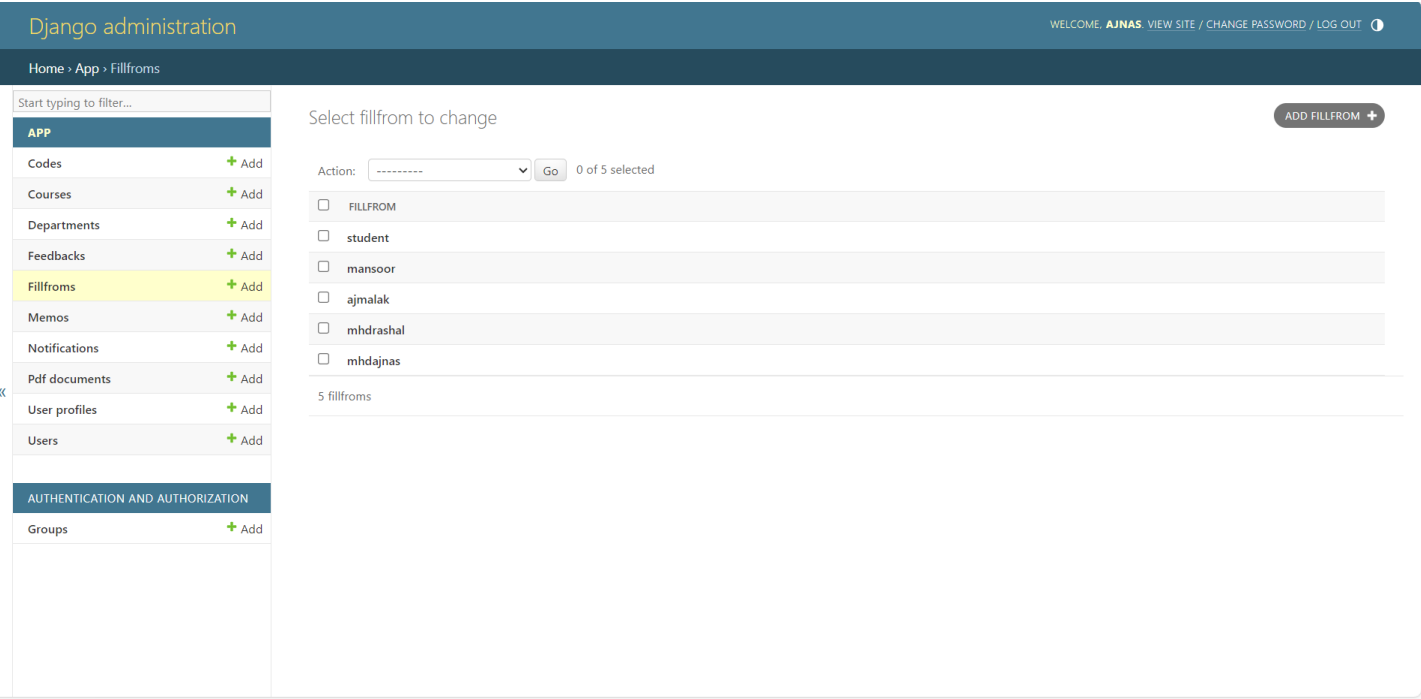 Django administration
WELCOME, AJNAS. VIEW SITE / CHANGE PASSWORD / LOG OUT
Home › App › Fillfroms
Start typing to filter...
APP
Codes + Add
Courses + Add
Departments + Add
Feedbacks + Add
Fillfroms + Add
Memos + Add
Notifications + Add
Pdf documents + Add
User profiles + Add
Users + Add
AUTHENTICATION AND AUTHORIZATION
Groups + Add
«
Select fillfrom to change
ADD FILLFROM +
Action: --------- Go 0 of 5 selected
FILLFROM
student
mansoor
ajmalak
mhdrashal
mhdajnas
5 fillfroms